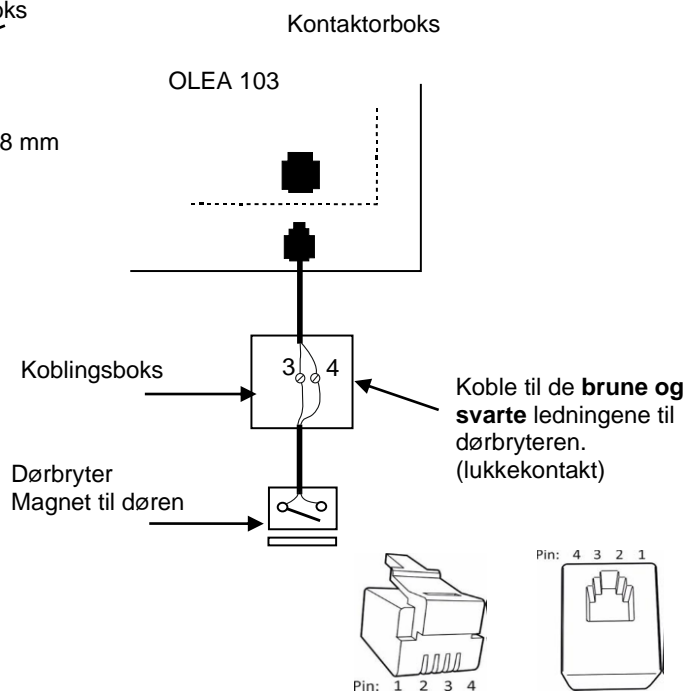 oks
Kontaktorboks
OLEA 103
8 mm
3 4
Koblingsboks
Koble til de brune og
svarte ledningene til
dørbryteren.
(lukkekontakt)
Dørbryter
Magnet til døren
Pin: 4 3 2 1
Pin: 1 2 3 4